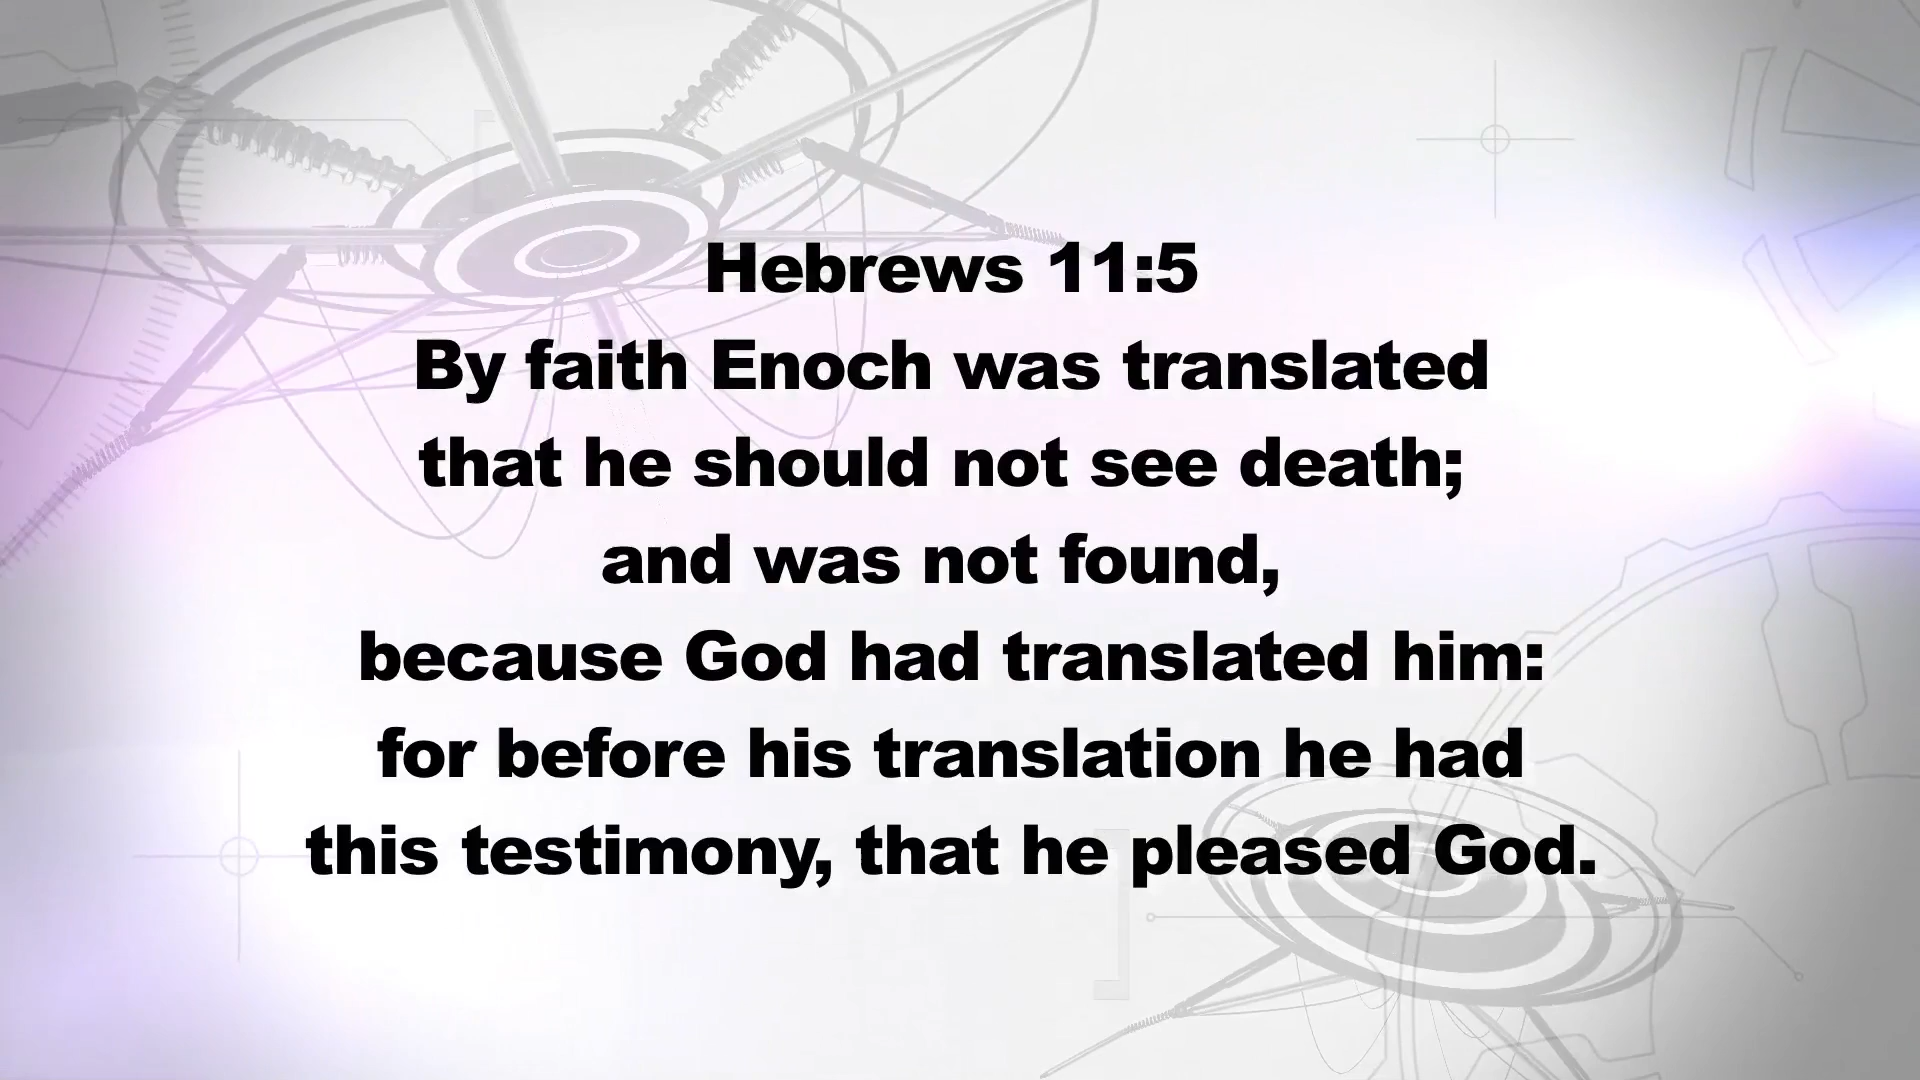 Hebrews 11:5
By faith Enoch was translated
that he should not see death;
and was not found,
because God had translated him:
for before his translation he had
this testimony, that he pleased God.